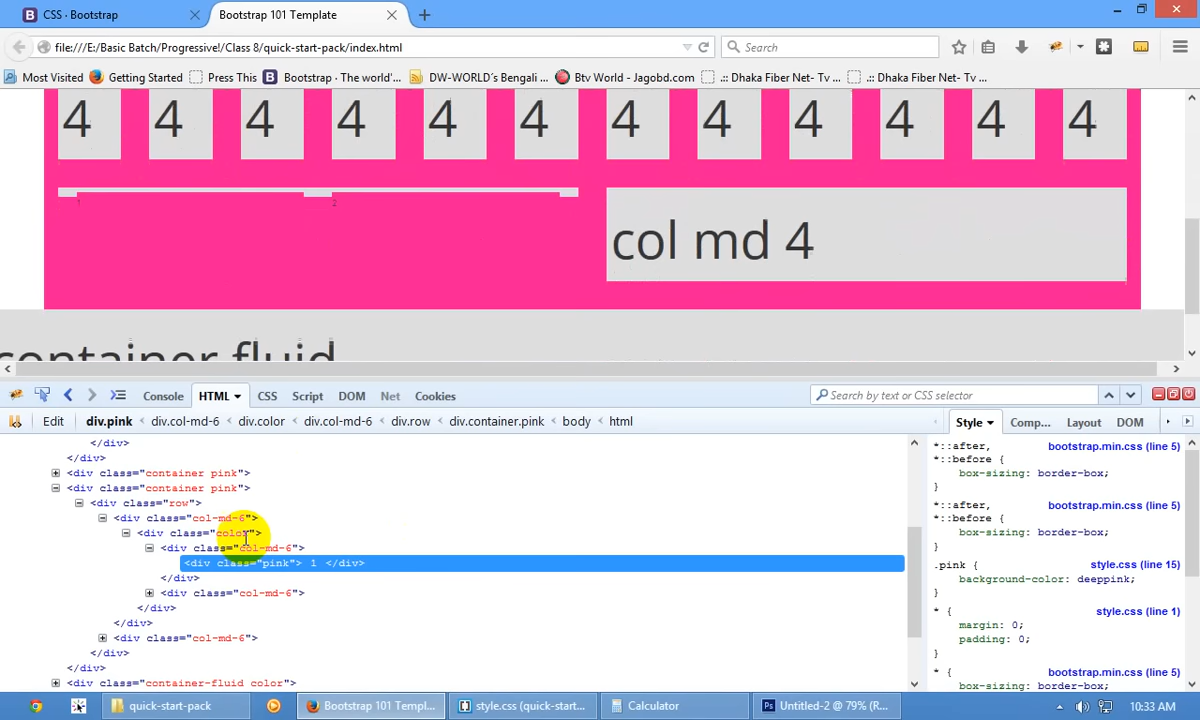 CSS · Bootstrap
Bootstrap 101 Template
file:///E:/Basic Batch/Progressive!/Class 8/quick-start-pack/index.html
Search
Most Visited Getting Started Press This Bootstrap · The world'... DW-WORLD´s Bengali ... Btv World - Jagobd.com .:: Dhaka Fiber Net- Tv ... .:: Dhaka Fiber Net- Tv ...
4 4 4 4 4 4 4 4 4 4 4 4
1 2
col md 4
container fluid
Console HTML CSS Script DOM Net Cookies
Search by text or CSS selector
Edit div.pink < div.col-md-6 < div.color < div.col-md-6 < div.row < div.container.pink < body < html
Style Comp... Layout DOM
</div>
</div>
<div class="container pink">
<div class="container pink">
<div class="row">
<div class="col-md-6">
<div class="color">
<div class="col-md-6">
<div class="pink"> 1 </div>
</div>
<div class="col-md-6">
</div>
</div>
<div class="col-md-6">
</div>
</div>
<div class="container-fluid color">
*::after, bootstrap.min.css (line 5)
*::before {
box-sizing: border-box;
}
*::after, bootstrap.min.css (line 5)
*::before {
box-sizing: border-box;
}
.pink { style.css (line 15)
background-color: deeppink;
}
* { style.css (line 1)
margin: 0;
padding: 0;
}
* { bootstrap.min.css (line 5)
box-sizing: border-box;
quick-start-pack
Bootstrap 101 Templat...
style.css (quick-start...
Calculator
Untitled-2 @ 79% (R...
10:33 AM